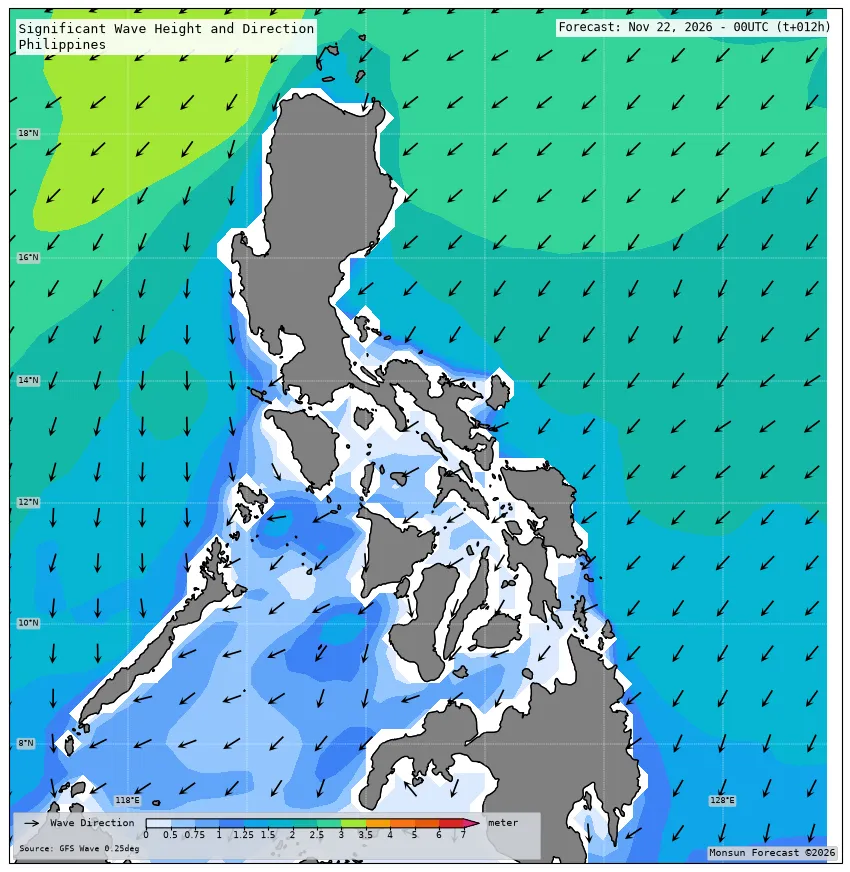 Significant Wave Height and Direction
Philippines
Forecast: Nov 22, 2026 - 00UTC (t+012h)
18°N
16°N
14°N
12°N
10°N
8°N
118°E
128°E
Wave Direction
0 0.5 0.75 1 1.25 1.5 2 2.5 3 3.5 4 5 6 7
meter
Source: GFS Wave 0.25deg
Monsun Forecast ©2026